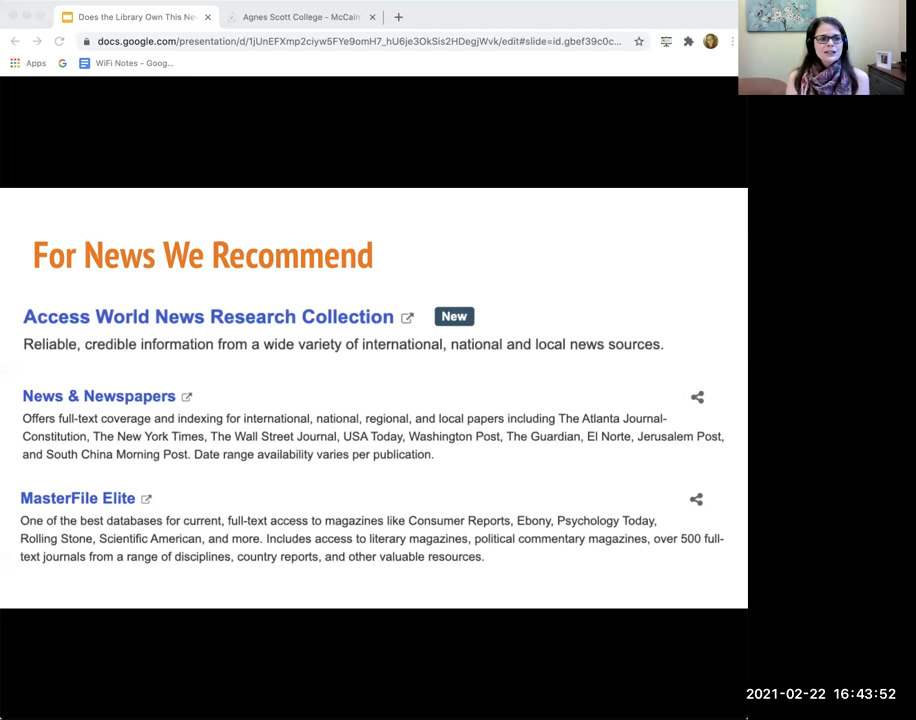 Does the Library Own This Ne
Agnes Scott College - McCain
docs.google.com/presentation/d/1jUnEFXmp2ciyw5FYe9omH7_hU6je3OkSis2HDegjWvk/edit#slide=id.gbef39c0c...
Apps
WiFi Notes - Goog...
For News We Recommend
Access World News Research Collection New
Reliable, credible information from a wide variety of international, national and local news sources.
News & Newspapers
Offers full-text coverage and indexing for international, national, regional, and local papers including The Atlanta Journal-
Constitution, The New York Times, The Wall Street Journal, USA Today, Washington Post, The Guardian, El Norte, Jerusalem Post,
and South China Morning Post. Date range availability varies per publication.
MasterFile Elite
One of the best databases for current, full-text access to magazines like Consumer Reports, Ebony, Psychology Today,
Rolling Stone, Scientific American, and more. Includes access to literary magazines, political commentary magazines, over 500 full-
text journals from a range of disciplines, country reports, and other valuable resources.
2021-02-22 16:43:52